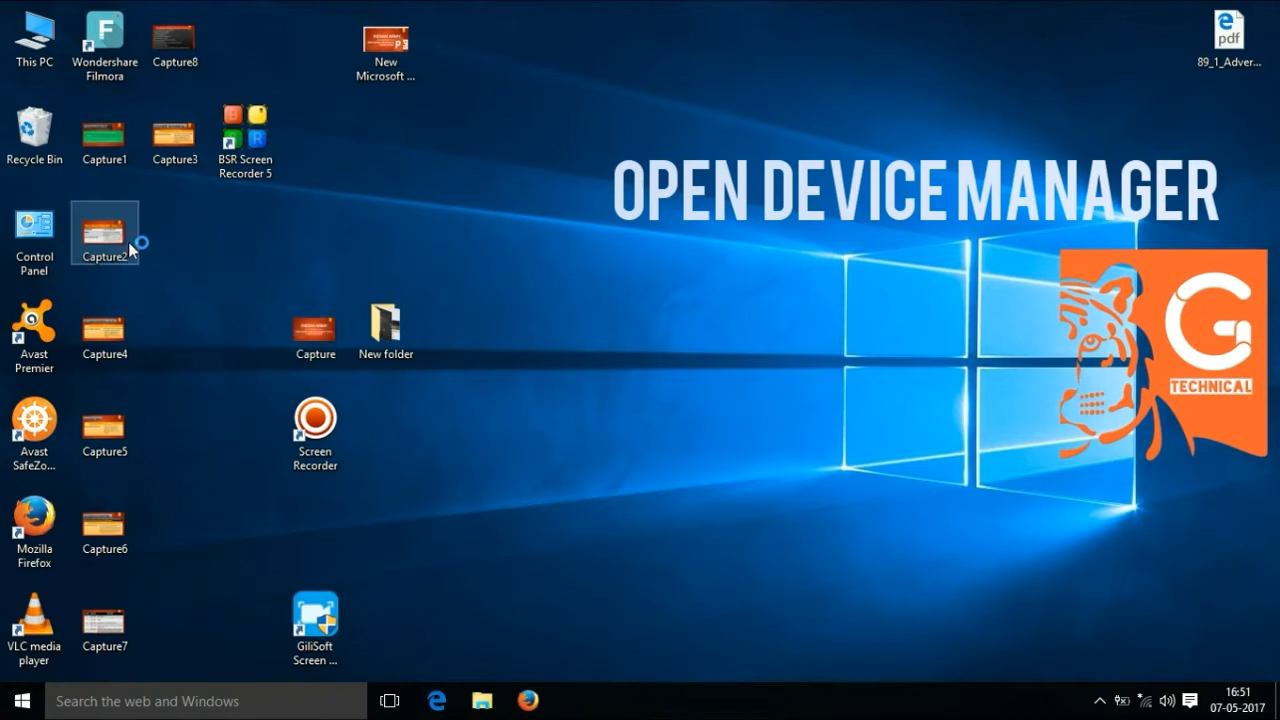 This PC
Wondershare
Filmora
Capture8
New
Microsoft ...
pdf
89_1_Adver...
Recycle Bin
Capture1
Capture3
BSR Screen
Recorder 5
OPEN DEVICE MANAGER
Control
Panel
Capture2
G
TECHNICAL
Avast
Premier
Capture4
Capture
New folder
Avast
SafeZo...
Capture5
Screen
Recorder
Mozilla
Firefox
Capture6
VLC media
player
Capture7
GiliSoft
Screen ...
Search the web and Windows
16:51
07-05-2017